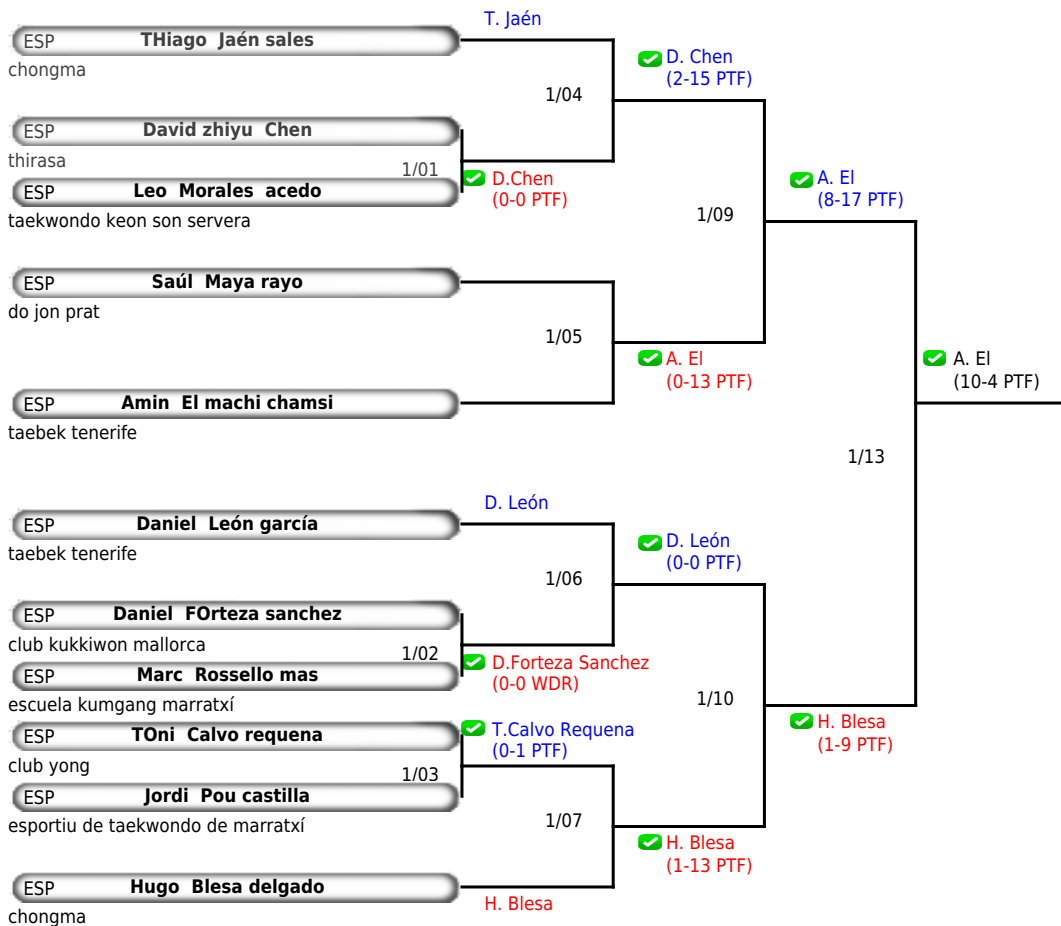 T. Jaén
ESP THiago Jaén sales
chongma
D. Chen
(2-15 PTF)
1/04
ESP David zhiyu Chen
thirasa
1/01
D.Chen
(0-0 PTF)
ESP Leo Morales acedo
taekwondo keon son servera
A. El
(8-17 PTF)
1/09
ESP Saúl Maya rayo
do jon prat
1/05
A. El
(0-13 PTF)
A. El
(10-4 PTF)
ESP Amin El machi chamsi
taebek tenerife
1/13
D. León
ESP Daniel León garcía
taebek tenerife
D. León
(0-0 PTF)
1/06
ESP Daniel FOrteza sanchez
club kukkiwon mallorca
1/02
D.Forteza Sanchez
(0-0 WDR)
ESP Marc Rossello mas
escuela kumgang marratxí
1/10
H. Blesa
(1-9 PTF)
ESP TOni Calvo requena
club yong
T.Calvo Requena
(0-1 PTF)
1/03
ESP Jordi Pou castilla
esportiu de taekwondo de marratxí
1/07
H. Blesa
(1-13 PTF)
ESP Hugo Blesa delgado
chongma
H. Blesa